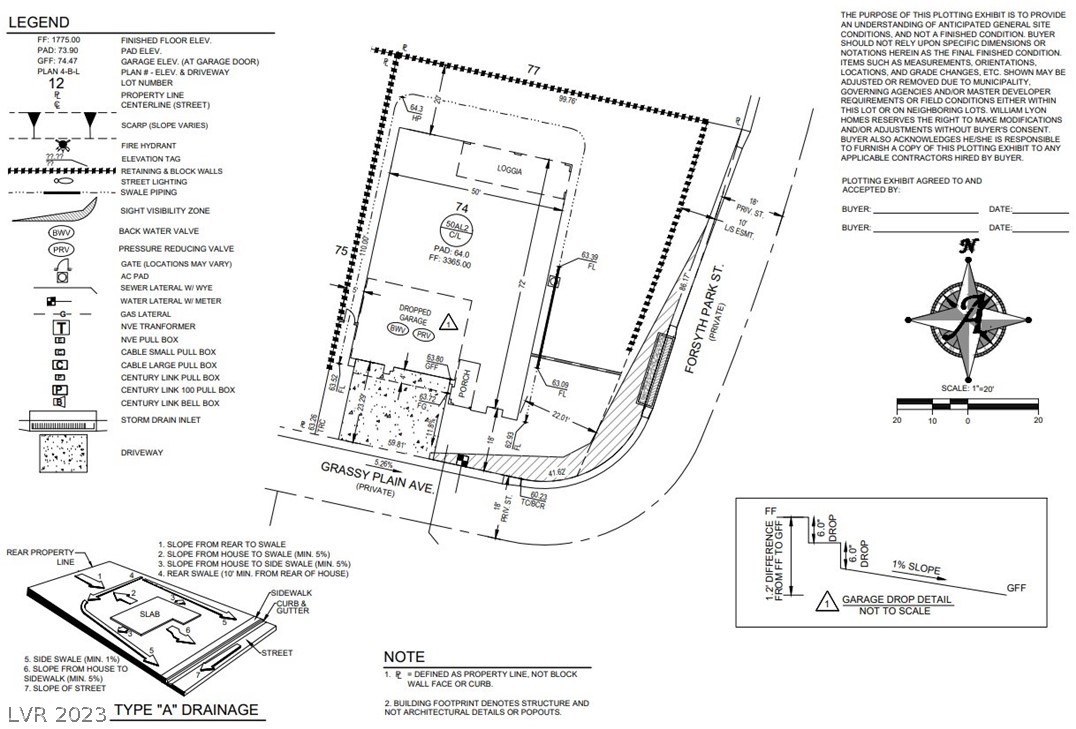 LEGEND
FF: 1775.00 FINISHED FLOOR ELEV.
PAD: 73.90 PAD ELEV.
GFF: 74.47 GARAGE ELEV. (AT GARAGE DOOR)
PLAN 4-B-L PLAN # - ELEV. & DRIVEWAY
12 LOT NUMBER
PROPERTY LINE
CENTERLINE (STREET)
SCARP (SLOPE VARIES)
FIRE HYDRANT
??.?? ELEVATION TAG
??
RETAINING & BLOCK WALLS
STREET LIGHTING
SWALE PIPING
SIGHT VISIBILITY ZONE
BWV BACK WATER VALVE
PRV PRESSURE REDUCING VALVE
GATE (LOCATIONS MAY VARY)
AC PAD
SEWER LATERAL W/ WYE
WATER LATERAL W/ METER
G GAS LATERAL
T NVE TRANFORMER
E NVE PULL BOX
C CABLE SMALL PULL BOX
C CABLE LARGE PULL BOX
P CENTURY LINK PULL BOX
P CENTURY LINK 100 PULL BOX
B CENTURY LINK BELL BOX
STORM DRAIN INLET
DRIVEWAY
77
99.76'
20'
64.3
HP
LOGGIA
50'
74
50AL2
C/L
PAD: 64.0
FF: 3365.00
75
110.00'
5'
72'
63.39
FL
DROPPED
GARAGE
1
BWV
PRV
63.80
GFF
PORCH
63.52
FL
63.72
FG
63.09
FL
23.29'
11.85'
22.01'
63.26
TRC
59.81'
18'
62.93
FL
5.26%
41.62'
GRASSY PLAIN AVE.
(PRIVATE)
60.23
TC/BCR
18'
PRIV. ST.
86.17'
FORSYTH PARK ST.
(PRIVATE)
18'
PRIV. ST.
10'
L/S ESMT.
THE PURPOSE OF THIS PLOTTING EXHIBIT IS TO PROVIDE
AN UNDERSTANDING OF ANTICIPATED GENERAL SITE
CONDITIONS, AND NOT A FINISHED CONDITION. BUYER
SHOULD NOT RELY UPON SPECIFIC DIMENSIONS OR
NOTATIONS HEREIN AS THE FINAL FINISHED CONDITION.
ITEMS SUCH AS MEASUREMENTS, ORIENTATIONS,
LOCATIONS, AND GRADE CHANGES, ETC. SHOWN MAY BE
ADJUSTED OR REMOVED DUE TO MUNICIPALITY,
GOVERNING AGENCIES AND/OR MASTER DEVELOPER
REQUIREMENTS OR FIELD CONDITIONS EITHER WITHIN
THIS LOT OR ON NEIGHBORING LOTS. WILLIAM LYON
HOMES RESERVES THE RIGHT TO MAKE MODIFICATIONS
AND/OR ADJUSTMENTS WITHOUT BUYER'S CONSENT.
BUYER ALSO ACKNOWLEDGES HE/SHE IS RESPONSIBLE
TO FURNISH A COPY OF THIS PLOTTING EXHIBIT TO ANY
APPLICABLE CONTRACTORS HIRED BY BUYER.
PLOTTING EXHIBIT AGREED TO AND
ACCEPTED BY:
BUYER: DATE:
BUYER: DATE:
N
A
SCALE: 1"=20'
20 10 0 20
FF
6.0"
DROP
6.0"
DROP
1.2' DIFFERENCE
FROM FF TO GFF
1% SLOPE
GFF
1
GARAGE DROP DETAIL
NOT TO SCALE
REAR PROPERTY
LINE
1. SLOPE FROM REAR TO SWALE
2. SLOPE FROM HOUSE TO SWALE (MIN. 5%)
3. SLOPE FROM HOUSE TO SIDE SWALE (MIN. 5%)
4. REAR SWALE (10' MIN. FROM REAR OF HOUSE)
1
4
2
3
SLAB
5
3
6
5
7
SIDEWALK
CURB &
GUTTER
STREET
5. SIDE SWALE (MIN. 1%)
6. SLOPE FROM HOUSE TO
SIDEWALK (MIN. 5%)
7. SLOPE OF STREET
TYPE "A" DRAINAGE
NOTE
1. = DEFINED AS PROPERTY LINE, NOT BLOCK
WALL FACE OR CURB.
2. BUILDING FOOTPRINT DENOTES STRUCTURE AND
NOT ARCHITECTURAL DETAILS OR POPOUTS.
LVR 2023